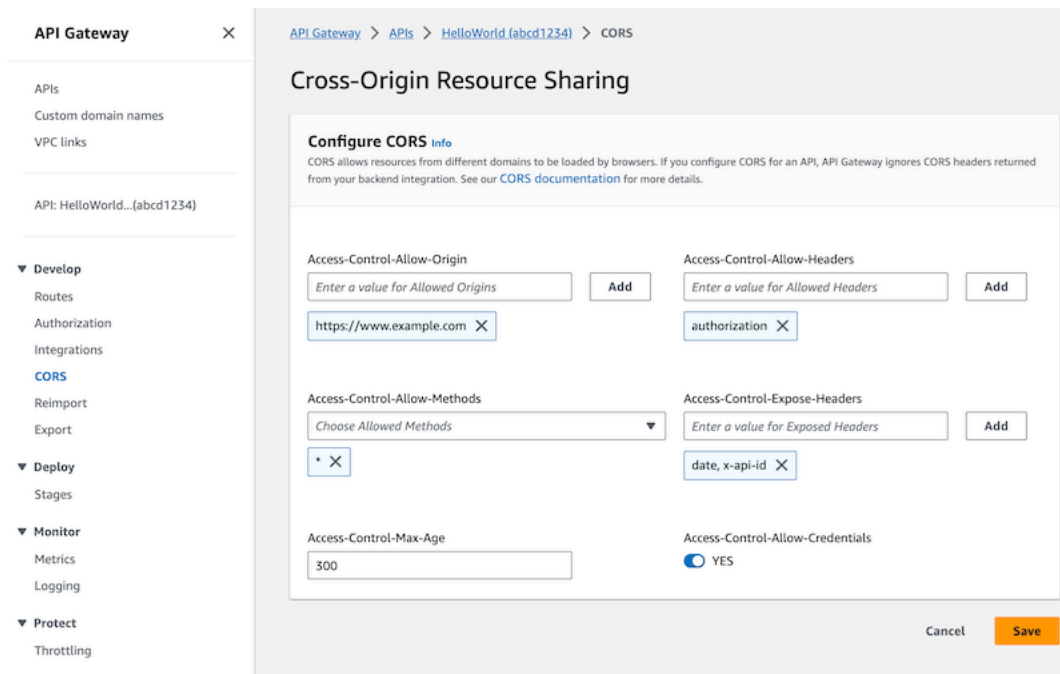 API Gateway
APIs
Custom domain names
VPC links
API: HelloWorld...(abcd1234)
Develop
Routes
Authorization
Integrations
CORS
Reimport
Export
Deploy
Stages
Monitor
Metrics
Logging
Protect
Throttling
API Gateway > APIs > HelloWorld (abcd1234) > CORS
Cross-Origin Resource Sharing
Configure CORS Info
CORS allows resources from different domains to be loaded by browsers. If you configure CORS for an API, API Gateway ignores CORS headers returned
from your backend integration. See our CORS documentation for more details.
Access-Control-Allow-Origin
Enter a value for Allowed Origins
Add
https://www.example.com
Access-Control-Allow-Headers
Enter a value for Allowed Headers
Add
authorization
Access-Control-Allow-Methods
Choose Allowed Methods
*
Access-Control-Expose-Headers
Enter a value for Exposed Headers
Add
date, x-api-id
Access-Control-Max-Age
300
Access-Control-Allow-Credentials
YES
Cancel
Save